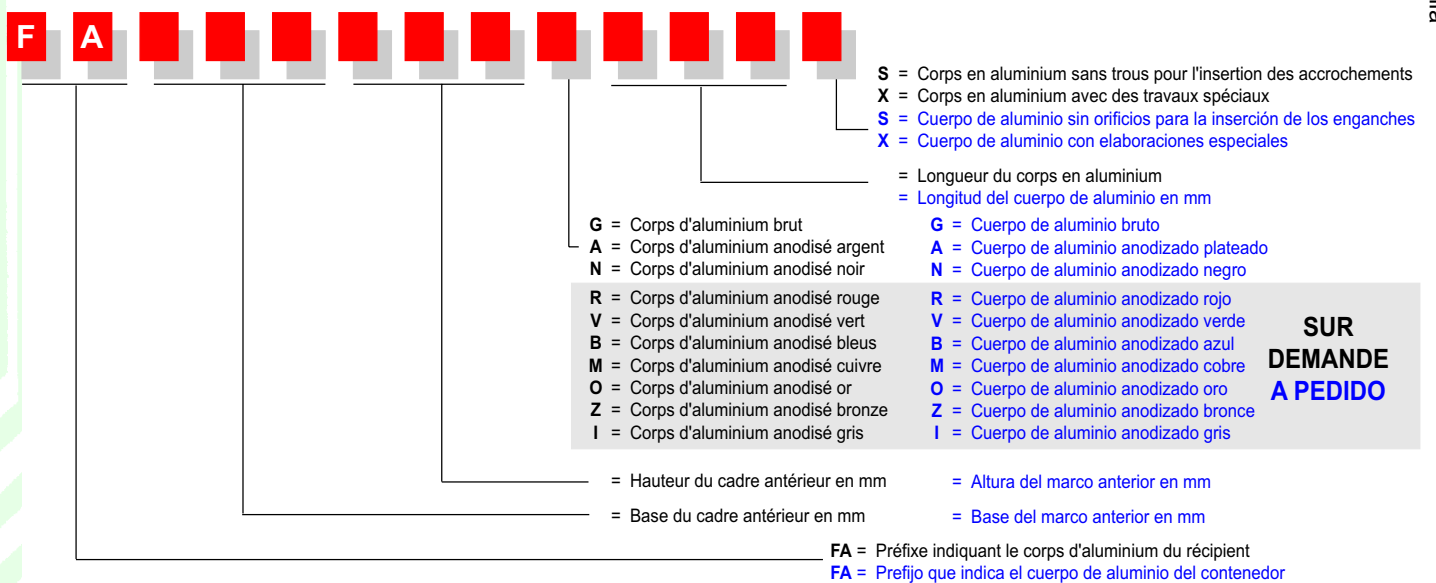 F A
S = Corps en aluminium sans trous pour l'insertion des accrochements
X = Corps en aluminium avec des travaux spéciaux
S = Cuerpo de aluminio sin orificios para la inserción de los enganches
X = Cuerpo de aluminio con elaboraciones especiales
= Longueur du corps en aluminium
= Longitud del cuerpo de aluminio en mm
G = Corps d'aluminium brut G = Cuerpo de aluminio bruto
A = Corps d'aluminium anodisé argent A = Cuerpo de aluminio anodizado plateado
N = Corps d'aluminium anodisé noir N = Cuerpo de aluminio anodizado negro
R = Corps d'aluminium anodisé rouge R = Cuerpo de aluminio anodizado rojo
V = Corps d'aluminium anodisé vert V = Cuerpo de aluminio anodizado verde
B = Corps d'aluminium anodisé bleus B = Cuerpo de aluminio anodizado azul
M = Corps d'aluminium anodisé cuivre M = Cuerpo de aluminio anodizado cobre
O = Corps d'aluminium anodisé or O = Cuerpo de aluminio anodizado oro
Z = Corps d'aluminium anodisé bronze Z = Cuerpo de aluminio anodizado bronce
I = Corps d'aluminium anodisé gris I = Cuerpo de aluminio anodizado gris
SUR
DEMANDE
A PEDIDO
= Hauteur du cadre antérieur en mm = Altura del marco anterior en mm
= Base du cadre antérieur en mm = Base del marco anterior en mm
FA = Préfixe indiquant le corps d'aluminium du récipient
FA = Prefijo que indica el cuerpo de aluminio del contenedor